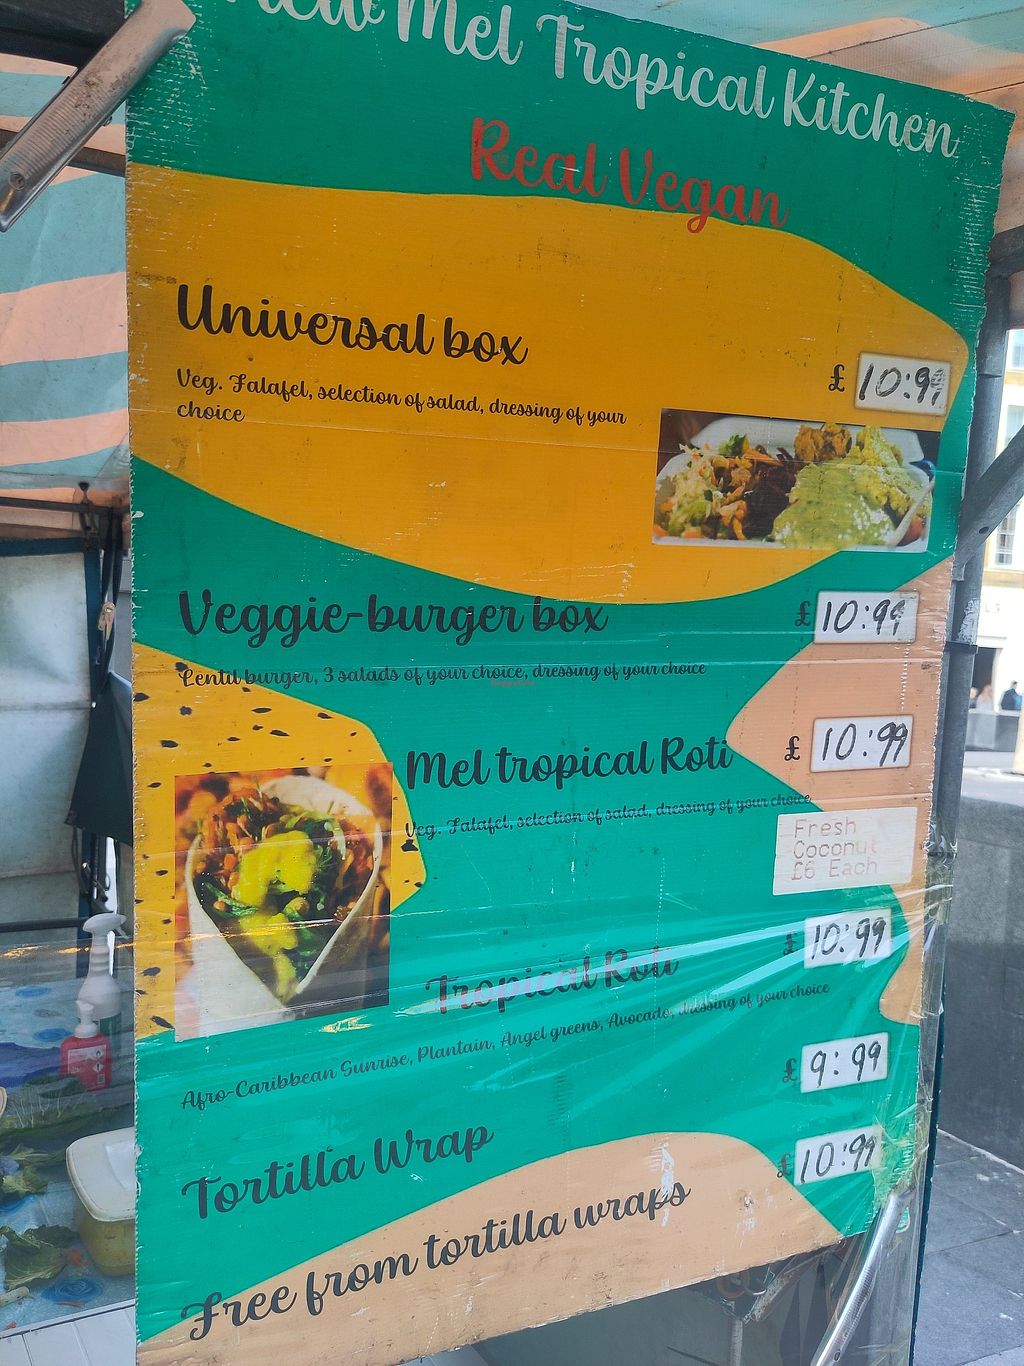 Mel Tropical Kitchen
Real Vegan
Universal box
£ 10:99
Veg. Falafel, selection of salad, dressing of your
choice
Veggie-burger box
£ 10:99
Lentil burger, 3 salads of your choice, dressing of your choice
Mel tropical Roti
£ 10:99
Veg. Falafel, selection of salad, dressing of your choice
Fresh
Coconut
£6 Each
Tropical Roti
£ 10:99
Afro-Caribbean Sunrise, Plantain, Angel greens, Avocado, dressing of your choice
£ 9:99
Tortilla Wrap
£ 10:99
Free from tortilla wraps